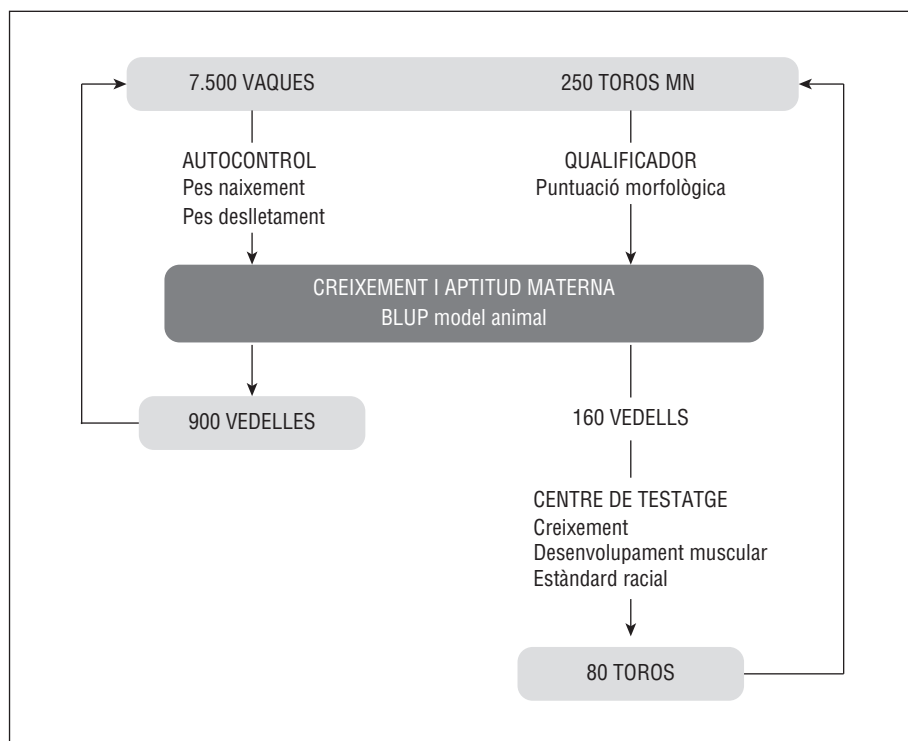 7.500 VAQUES
250 TOROS MN
AUTOCONTROL
Pes naixement
Pes deslletament
QUALIFICADOR
Puntuació morfològica
CREIXEMENT I APTITUD MATERNA
BLUP model animal
900 VEDELLES
160 VEDELLS
CENTRE DE TESTATGE
Creixement
Desenvolupament muscular
Estàndard racial
80 TOROS